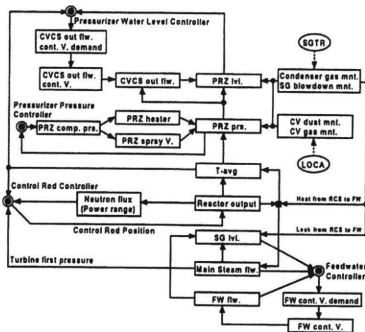 Pressurizer Water Level Controller
CVCS out flw.
cont. V. demand
SGTR
CVCS out flw.
cont. V.
CVCS out flw.
PRZ lvl.
Condenser gas mnt.
SG blowdown mnt.
Pressurizer Pressure
Controller
PRZ comp. prs.
PRZ heater
PRZ spray V.
PRZ prs.
CV dust mnt.
CV gas mnt.
LOCA
T-avg
Control Rod Controller
Neutron flux
(Power range)
Reactor output
Heat from RCS to FW
Control Rod Position
Leak from RCS to FW
SG lvl.
Turbine first pressure
Main Steam flw.
Feedwater
Controller
FW flw.
FW cont. V. demand
FW cont. V.